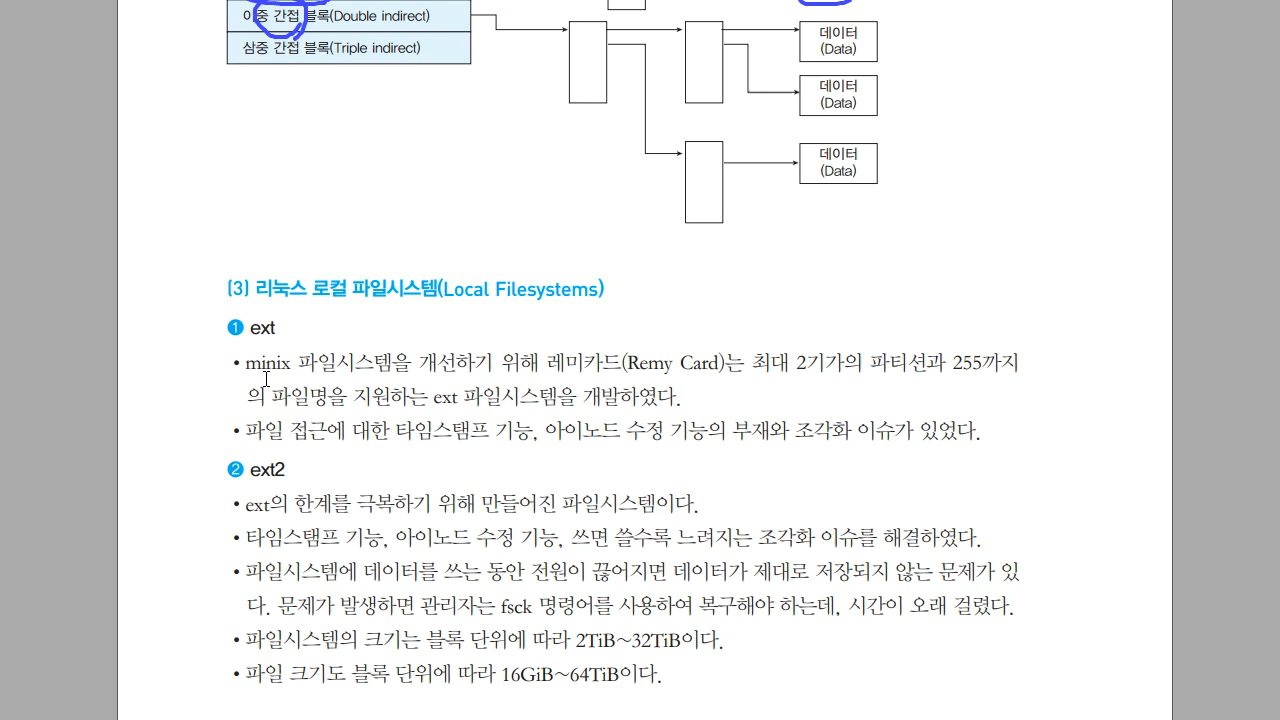 이중 간접 블록(Double indirect)
삼중 간접 블록(Triple indirect)
데이터
(Data)
데이터
(Data)
데이터
(Data)
(3) 리눅스 로컬 파일시스템(Local Filesystems)
❶ ext
• minix 파일시스템을 개선하기 위해 레미카드(Remy Card)는 최대 2기가의 파티션과 255까지
의 파일명을 지원하는 ext 파일시스템을 개발하였다.
• 파일 접근에 대한 타임스탬프 기능, 아이노드 수정 기능의 부재와 조각화 이슈가 있었다.
❷ ext2
• ext의 한계를 극복하기 위해 만들어진 파일시스템이다.
• 타임스탬프 기능, 아이노드 수정 기능, 쓰면 쓸수록 느려지는 조각화 이슈를 해결하였다.
• 파일시스템에 데이터를 쓰는 동안 전원이 끊어지면 데이터가 제대로 저장되지 않는 문제가 있
다. 문제가 발생하면 관리자는 fsck 명령어를 사용하여 복구해야 하는데, 시간이 오래 걸렸다.
• 파일시스템의 크기는 블록 단위에 따라 2TiB~32TiB이다.
• 파일 크기도 블록 단위에 따라 16GiB~64TiB이다.